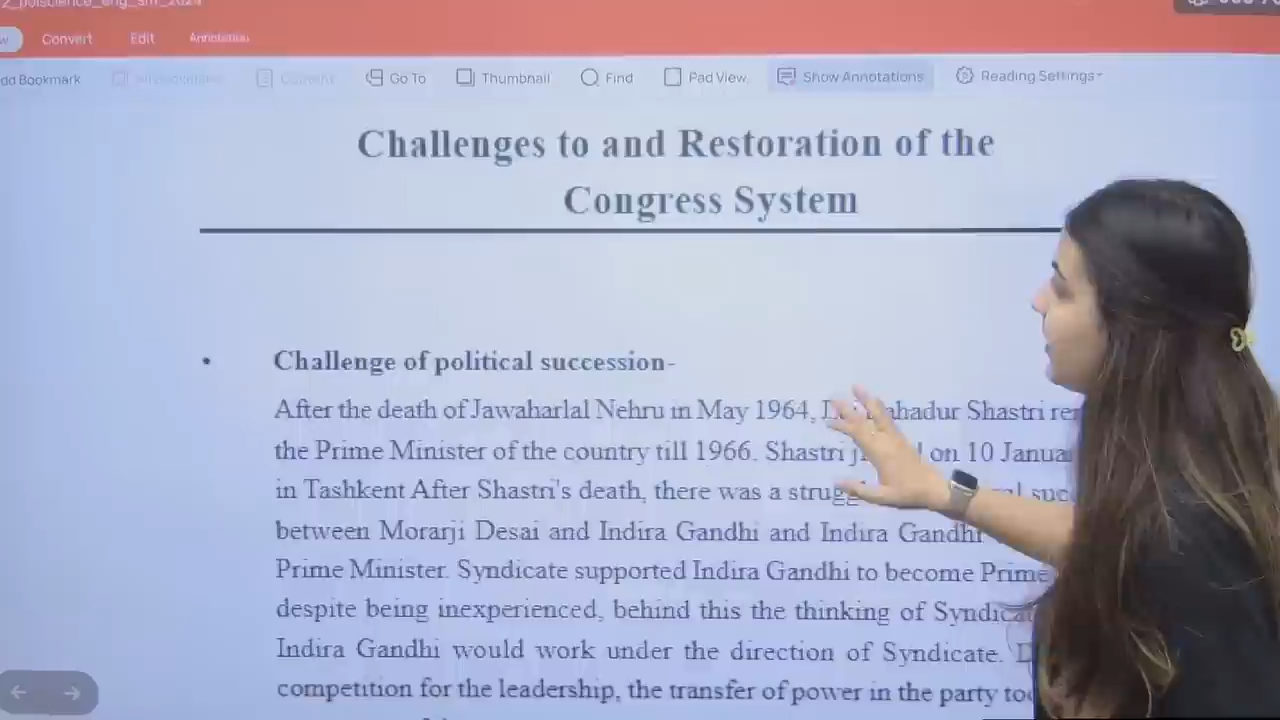 2_polscience_eng_sm_2024
Convert Edit Annotation
dd Bookmark Go To Thumbnail Find Pad View Show Annotations Reading Settings
Challenges to and Restoration of the
Congress System
• Challenge of political succession-
After the death of Jawaharlal Nehru in May 1964, Bahadur Shastri
the Prime Minister of the country till 1966. Shastri on 10
in Tashkent After Shastri's death, there was a
between Morarji Desai and Indira Gandhi and Indira Gandhi
Prime Minister. Syndicate supported Indira Gandhi to become Prime
despite being inexperienced, behind this the thinking of
Indira Gandhi would work under the direction of Syndicate.
competition for the leadership, the transfer of power in the party